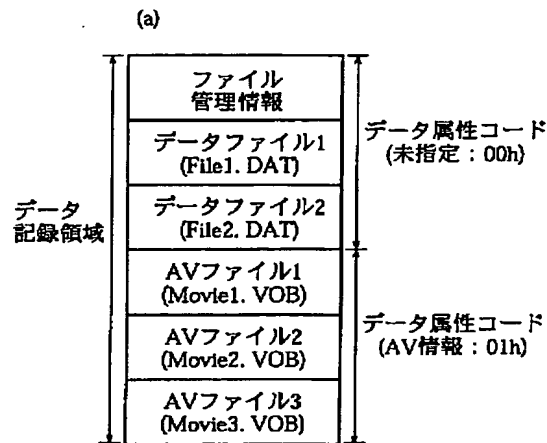 (a)
ファイル
管理情報
データファイル1
(File1. DAT)
データファイル2
(File2. DAT)
AVファイル1
(Movie1. VOB)
AVファイル2
(Movie2. VOB)
AVファイル3
(Movie3. VOB)
データ
記録領域
データ属性コード
(未指定：00h)
データ属性コード
(AV情報：01h)